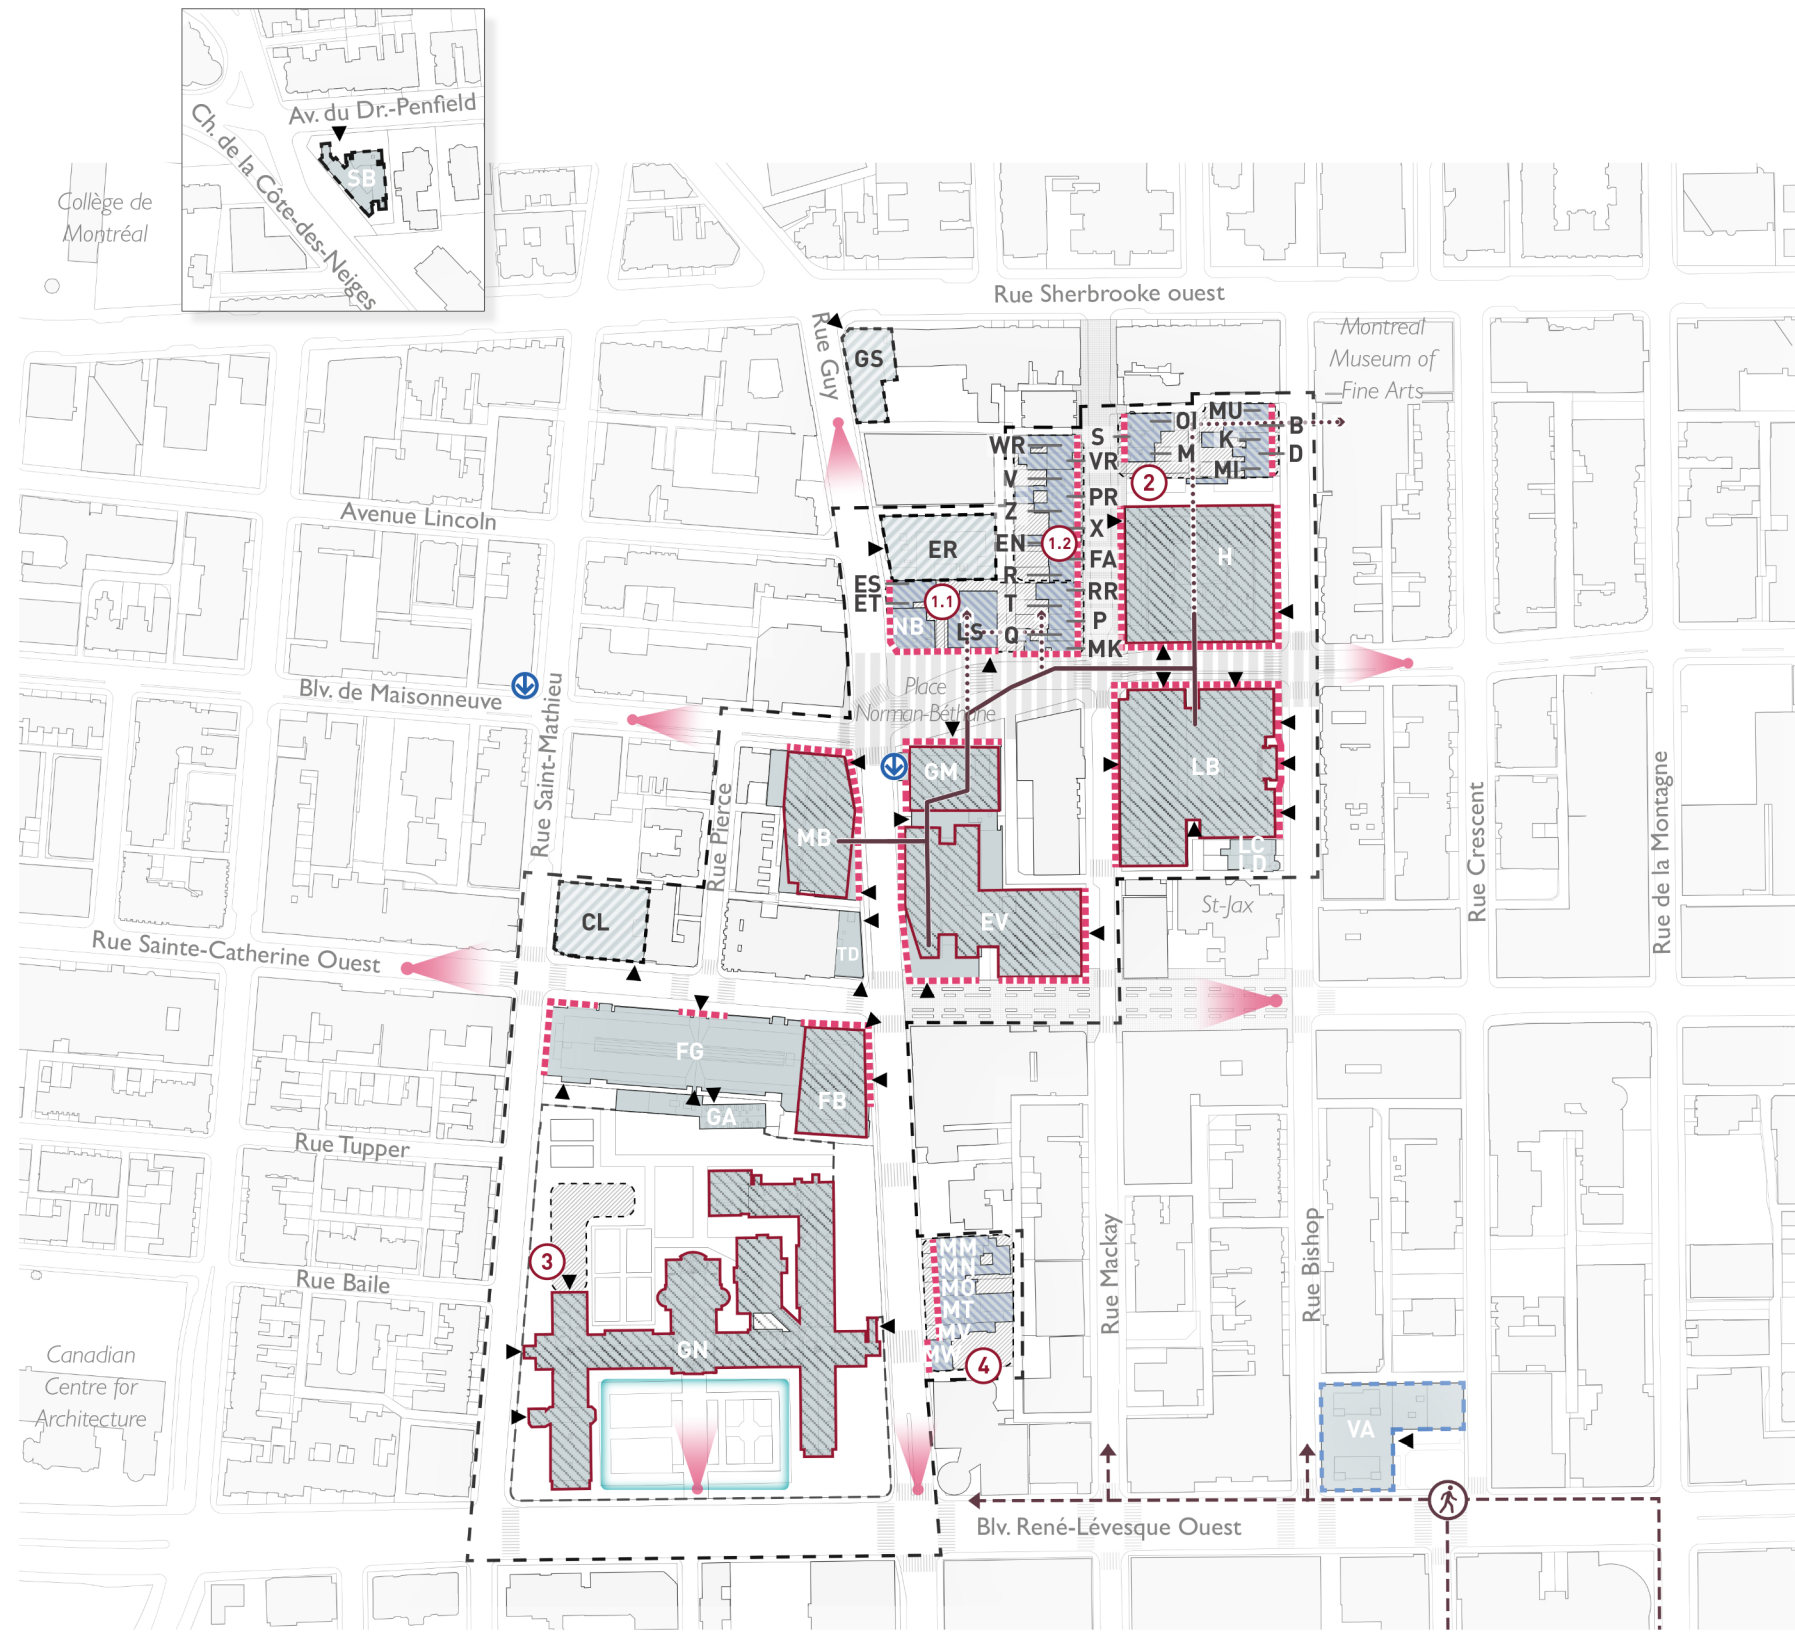 Av. du Dr.-Penfield
Ch. de la Côte-des-Neiges
SB
Collège de
Montréal
Rue Sherbrooke ouest
Rue Guy
GS
Montreal
Museum of
Fine Arts
WR
V
Z
EN
R
T
Q
S
VR
PR
X
FA
RR
P
MK
OI
M
MU
K
MI
B
D
2
1.2
H
ER
ES
ET
1.1
NB
LS
Avenue Lincoln
Blv. de Maisonneuve
Rue Saint-Mathieu
Place
Norman-Béthune
GM
MB
LB
LC
LD
Rue Pierce
Rue Crescent
Rue de la Montagne
CL
TD
EV
St-Jax
Rue Sainte-Catherine Ouest
FG
FB
GA
Rue Tupper
Rue Baile
3
GN
MM
MN
MO
MT
MV
MW
4
Rue Mackay
Rue Bishop
Canadian
Centre for
Architecture
VA
Blv. René-Lévesque Ouest